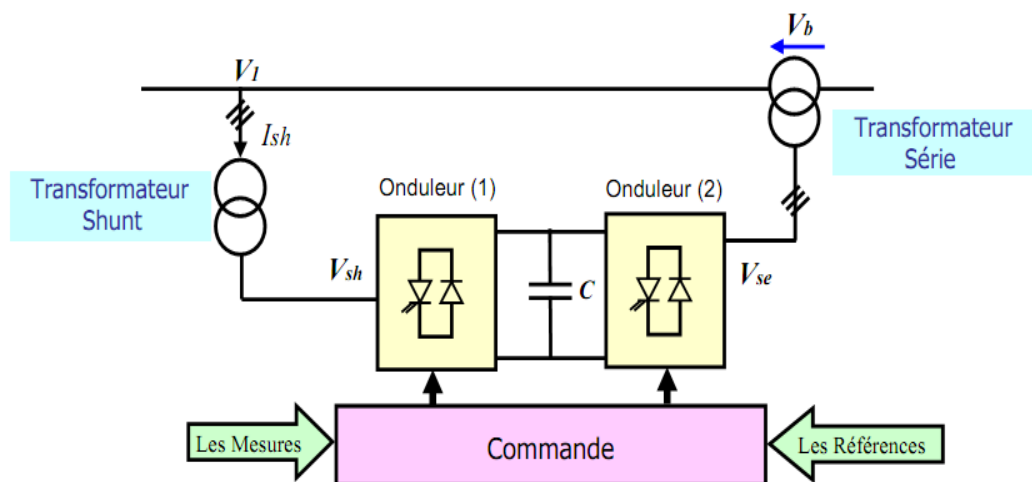 Vb
V1
Ish
Transformateur
Shunt
Onduleur (1)
Onduleur (2)
Transformateur
Série
Vsh
C
Vse
Les Mesures
Commande
Les Références